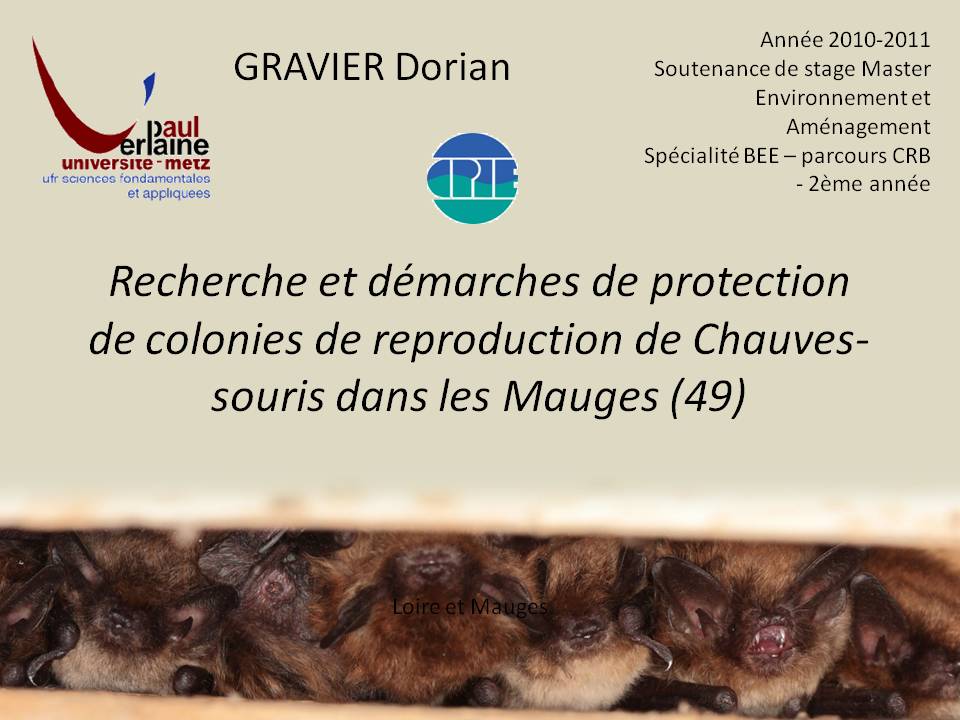 GRAVIER Dorian
Année 2010-2011
Soutenance de stage Master
Environnement et
Aménagement
Spécialité BEE – parcours CRB
- 2ème année
paul
erlaine
université - metz
ufr sciences fondamentales
et appliquées
CPIE
Recherche et démarches de protection
de colonies de reproduction de Chauves-
souris dans les Mauges (49)
Loire et Mauges